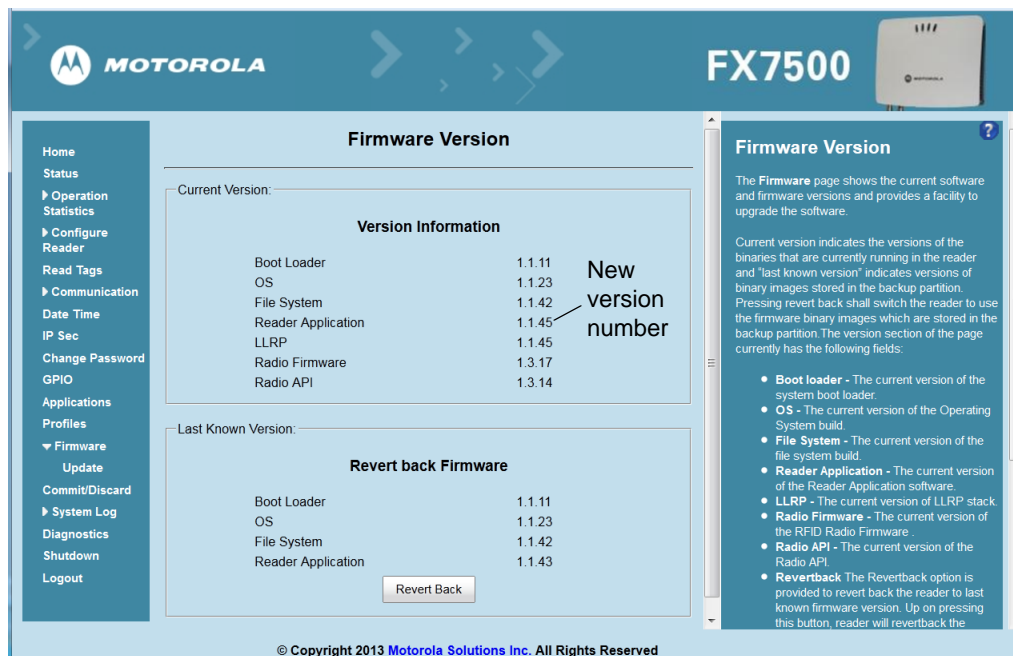 MOTOROLA
FX7500
MOTOROLA
Home
Status
Operation
Statistics
Configure
Reader
Read Tags
Communication
Date Time
IP Sec
Change Password
GPIO
Applications
Profiles
Firmware
Update
Commit/Discard
System Log
Diagnostics
Shutdown
Logout
Firmware Version
Current Version:
Version Information
Boot Loader 1.1.11
OS 1.1.23
File System 1.1.42
Reader Application 1.1.45
LLRP 1.1.45
Radio Firmware 1.3.17
Radio API 1.3.14
New
version
number
Last Known Version:
Revert back Firmware
Boot Loader 1.1.11
OS 1.1.23
File System 1.1.42
Reader Application 1.1.43
Revert Back
?
Firmware Version
The Firmware page shows the current software
and firmware versions and provides a facility to
upgrade the software.
Current version indicates the versions of the
binaries that are currently running in the reader
and "last known version" indicates versions of
binary images stored in the backup partition.
Pressing revert back shall switch the reader to use
the firmware binary images which are stored in the
backup partition.The version section of the page
currently has the following fields:
Boot loader - The current version of the
system boot loader.
OS - The current version of the Operating
System build.
File System - The current version of the
file system build.
Reader Application - The current version
of the Reader Application software.
LLRP - The current version of LLRP stack.
Radio Firmware - The current version of
the RFID Radio Firmware .
Radio API - The current version of the
Radio API.
Revertback The Revertback option is
provided to revert back the reader to last
known firmware version. Up on pressing
this button, reader will revertback the
© Copyright 2013 Motorola Solutions Inc. All Rights Reserved